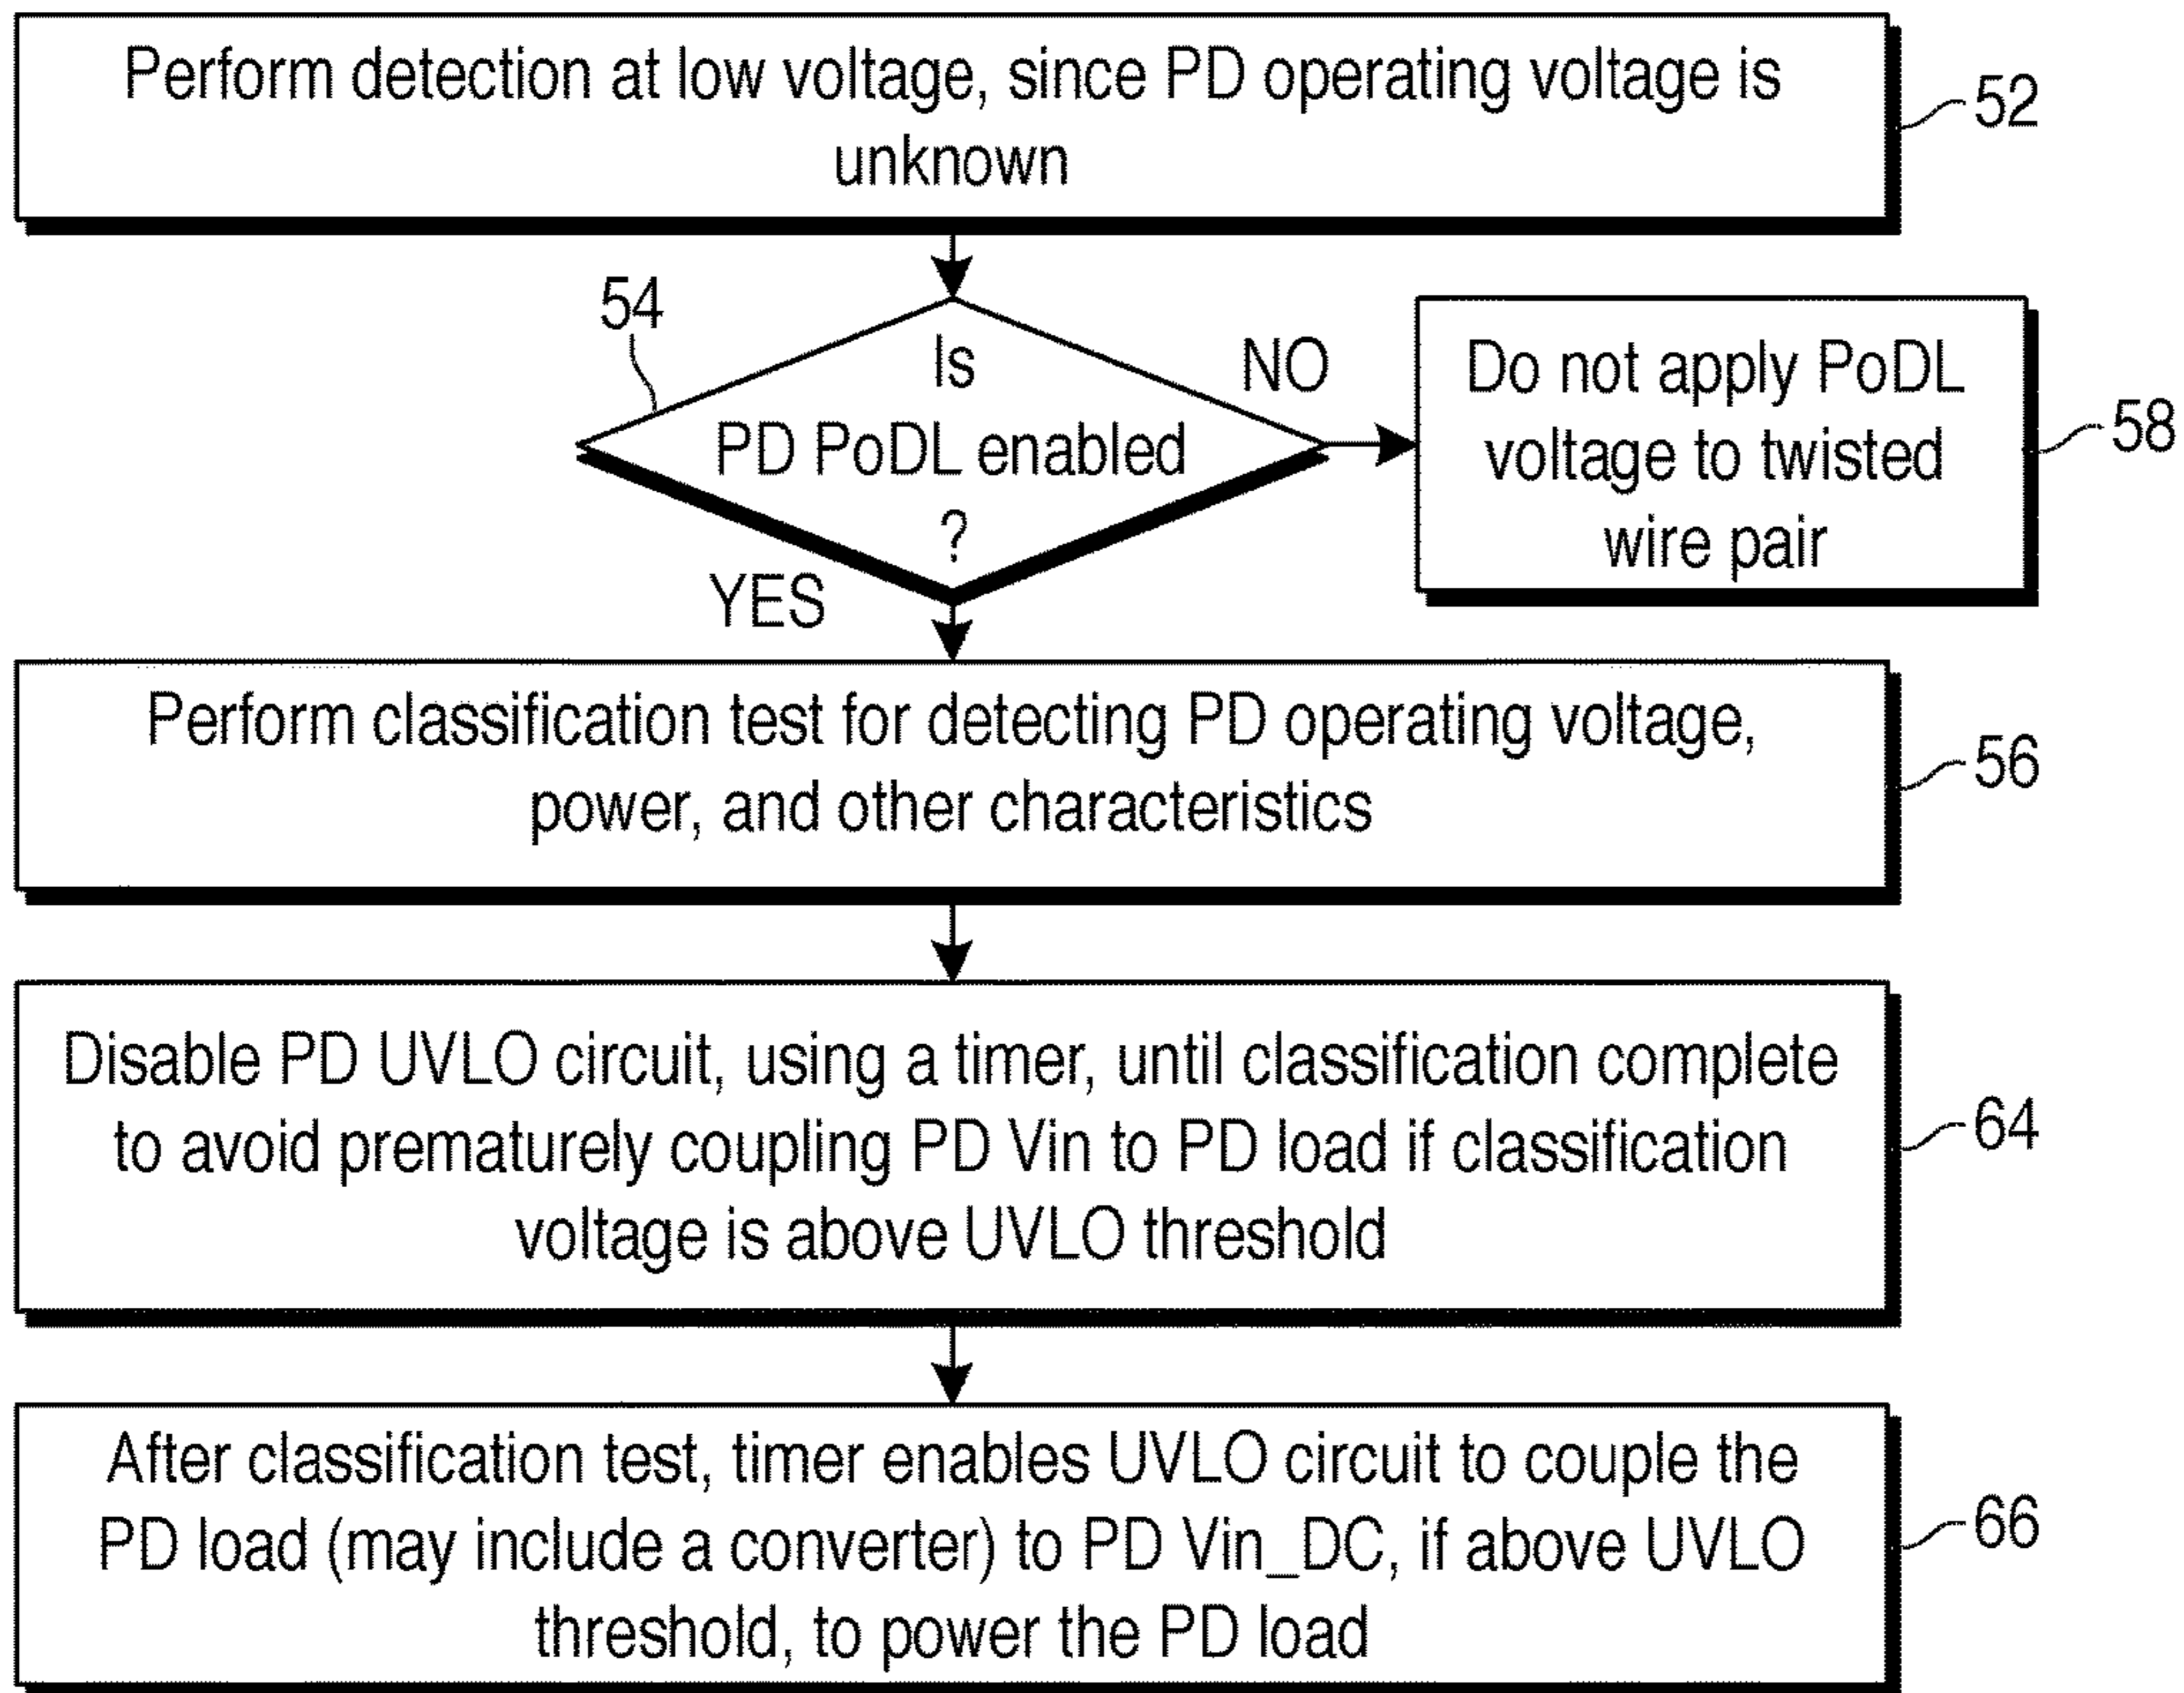 Perform detection at low voltage, since PD operating voltage is
unknown
52
54
Is
PD PoDL enabled
?
NO
YES
Do not apply PoDL
voltage to twisted
wire pair
58
Perform classification test for detecting PD operating voltage,
power, and other characteristics
56
Disable PD UVLO circuit, using a timer, until classification complete
to avoid prematurely coupling PD Vin to PD load if classification
voltage is above UVLO threshold
64
After classification test, timer enables UVLO circuit to couple the
PD load (may include a converter) to PD Vin_DC, if above UVLO
threshold, to power the PD load
66